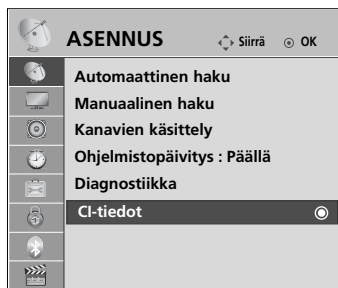 ASENNUS Siirrä OK
Automaattinen haku
Manuaalinen haku
Kanavien käsittely
Ohjelmistopäivitys : Päällä
Diagnostiikka
CI-tiedot